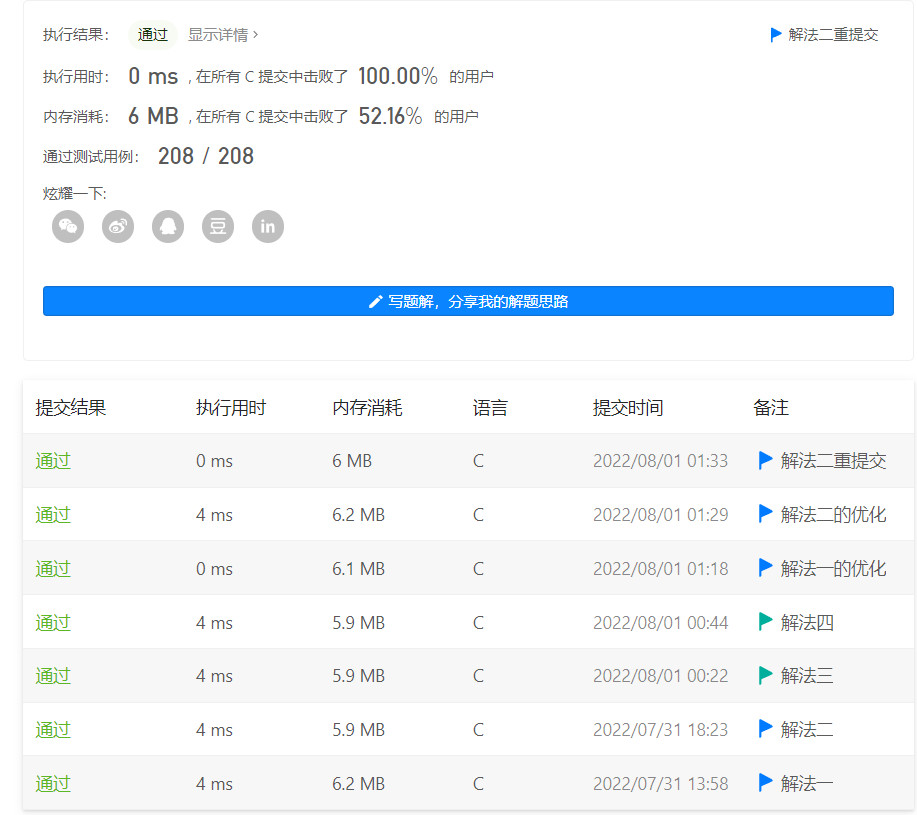 执行结果： 通过 显示详情 › 解法二重提交
执行用时： 0 ms , 在所有 C 提交中击败了 100.00% 的用户
内存消耗： 6 MB , 在所有 C 提交中击败了 52.16% 的用户
通过测试用例： 208 / 208
炫耀一下:
豆 in
写题解，分享我的解题思路
提交结果 执行用时 内存消耗 语言 提交时间 备注
通过 0 ms 6 MB C 2022/08/01 01:33 解法二重提交
通过 4 ms 6.2 MB C 2022/08/01 01:29 解法二的优化
通过 0 ms 6.1 MB C 2022/08/01 01:18 解法一的优化
通过 4 ms 5.9 MB C 2022/08/01 00:44 解法四
通过 4 ms 5.9 MB C 2022/08/01 00:22 解法三
通过 4 ms 5.9 MB C 2022/07/31 18:23 解法二
通过 4 ms 6.2 MB C 2022/07/31 13:58 解法一